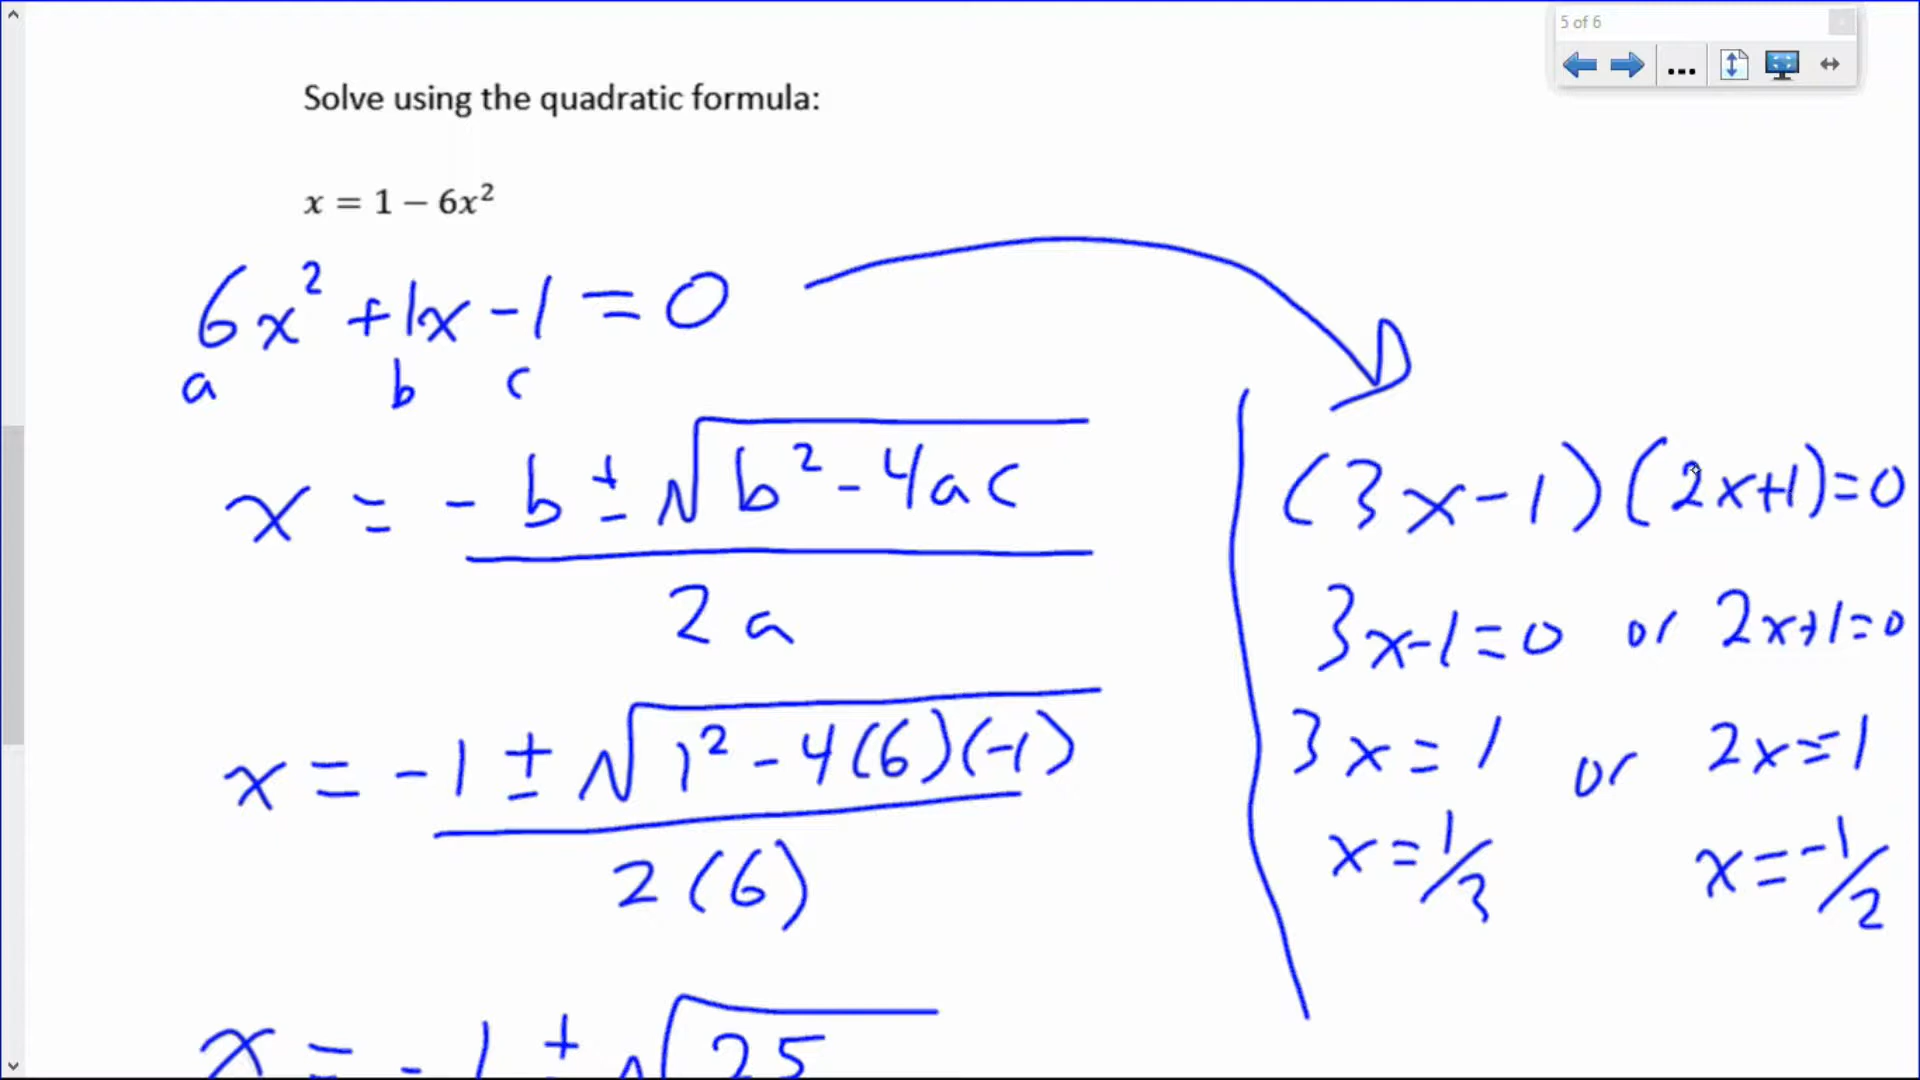 5 of 6
Solve using the quadratic formula:
x = 1 − 6x²
6x² + 1x - 1 = 0
a b c
x = - b ± √b² - 4ac
2a
x = -1 ± √1² - 4(6)(-1)
2(6)
x = -1 ± √25
(3x-1)(2x+1)=0
3x-1=0 or 2x+1=0
3x=1 or 2x=-1
x=1/3 x=-1/2